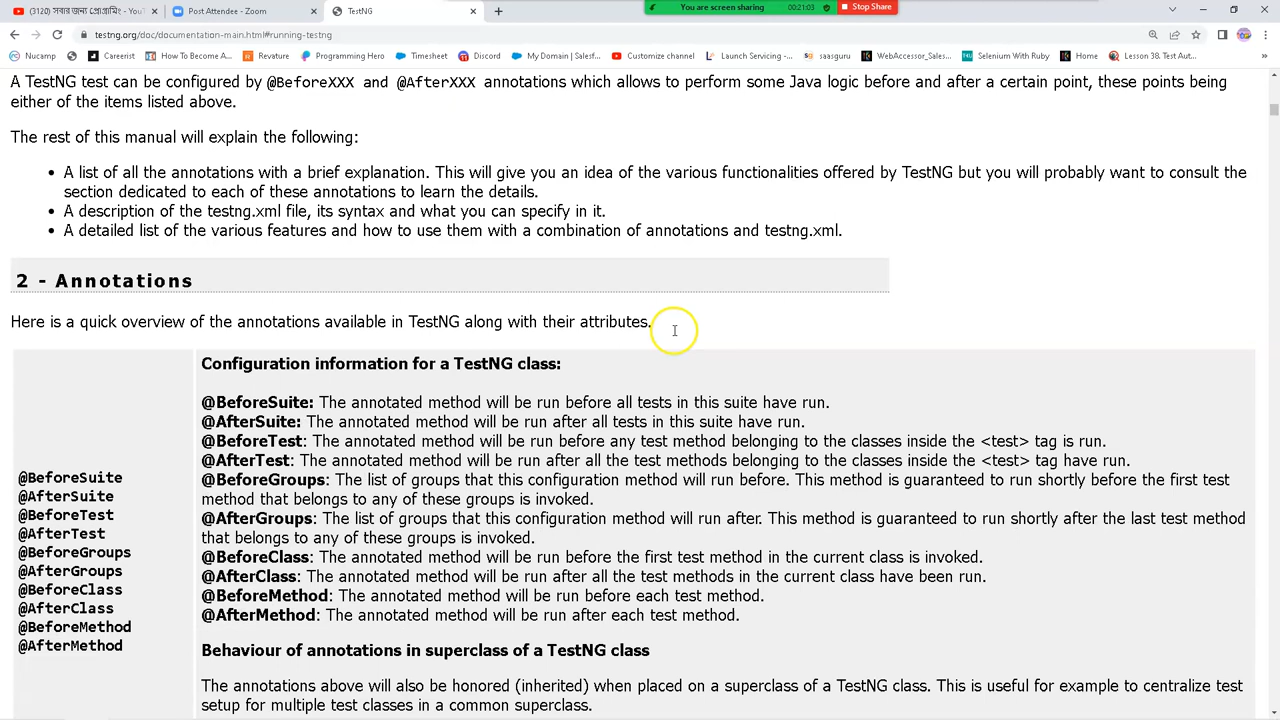 (3120) সবার জন্য প্রোগ্রামিং - You
Post Attendee - Zoom
TestNG
You are screen sharing
00:21:03
Stop Share
testng.org/doc/documentation-main.html#running-testng
Nucamp
Careerist
How To Become A...
Revature
Programming Hero
Timesheet
Discord
My Domain | Salesf...
Customize channel
Launch Servicing -...
.saasguru
WebAccessor_Sales...
Selenium With Ruby
Home
Lesson 38. Test Aut...
A TestNG test can be configured by @BeforeXXX and @AfterXXX annotations which allows to perform some Java logic before and after a certain point, these points being
either of the items listed above.
The rest of this manual will explain the following:
• A list of all the annotations with a brief explanation. This will give you an idea of the various functionalities offered by TestNG but you will probably want to consult the
section dedicated to each of these annotations to learn the details.
• A description of the testng.xml file, its syntax and what you can specify in it.
• A detailed list of the various features and how to use them with a combination of annotations and testng.xml.
2 - Annotations
Here is a quick overview of the annotations available in TestNG along with their attributes.
@BeforeSuite
@AfterSuite
@BeforeTest
@AfterTest
@BeforeGroups
@AfterGroups
@BeforeClass
@AfterClass
@BeforeMethod
@AfterMethod
Configuration information for a TestNG class:
@BeforeSuite: The annotated method will be run before all tests in this suite have run.
@AfterSuite: The annotated method will be run after all tests in this suite have run.
@BeforeTest: The annotated method will be run before any test method belonging to the classes inside the <test> tag is run.
@AfterTest: The annotated method will be run after all the test methods belonging to the classes inside the <test> tag have run.
@BeforeGroups: The list of groups that this configuration method will run before. This method is guaranteed to run shortly before the first test
method that belongs to any of these groups is invoked.
@AfterGroups: The list of groups that this configuration method will run after. This method is guaranteed to run shortly after the last test method
that belongs to any of these groups is invoked.
@BeforeClass: The annotated method will be run before the first test method in the current class is invoked.
@AfterClass: The annotated method will be run after all the test methods in the current class have been run.
@BeforeMethod: The annotated method will be run before each test method.
@AfterMethod: The annotated method will be run after each test method.
Behaviour of annotations in superclass of a TestNG class
The annotations above will also be honored (inherited) when placed on a superclass of a TestNG class. This is useful for example to centralize test
setup for multiple test classes in a common superclass.